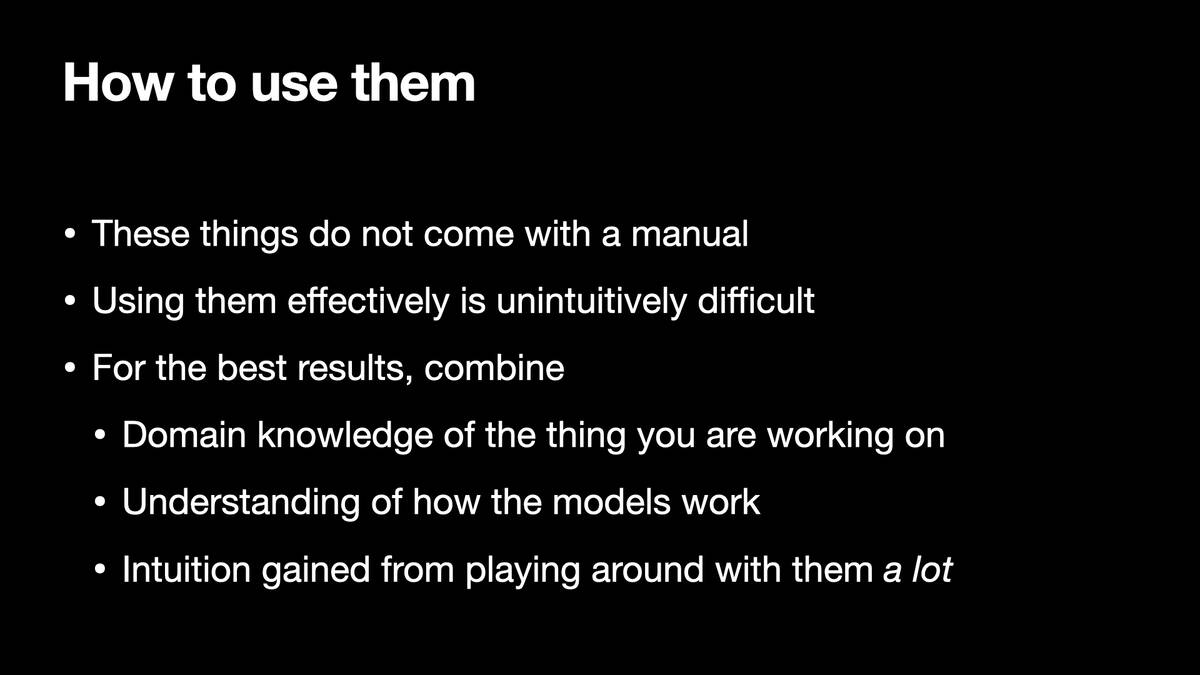 How to use them
• These things do not come with a manual
• Using them effectively is unintuitively difficult
• For the best results, combine
• Domain knowledge of the thing you are working on
• Understanding of how the models work
• Intuition gained from playing around with them a lot